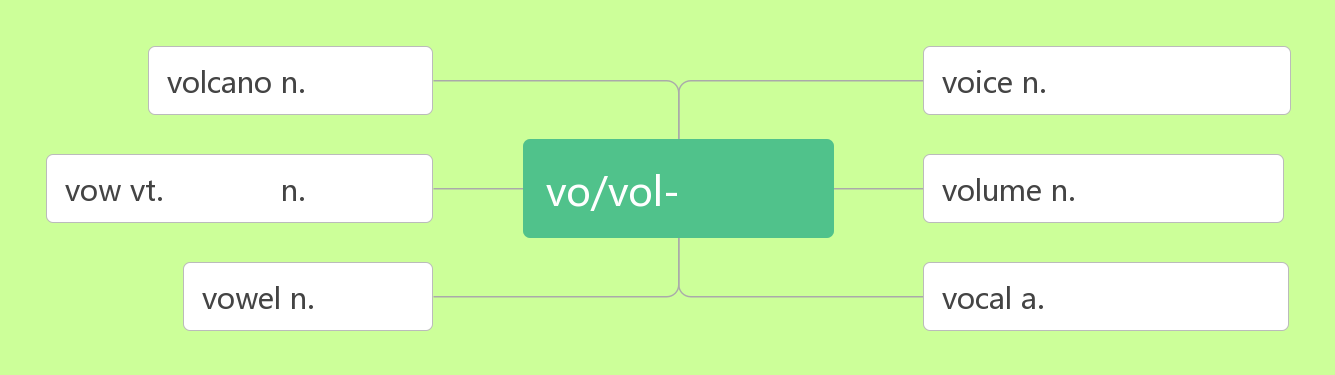 volcano n.
voice n.
vow vt. n.
vo/vol-
volume n.
vowel n.
vocal a.